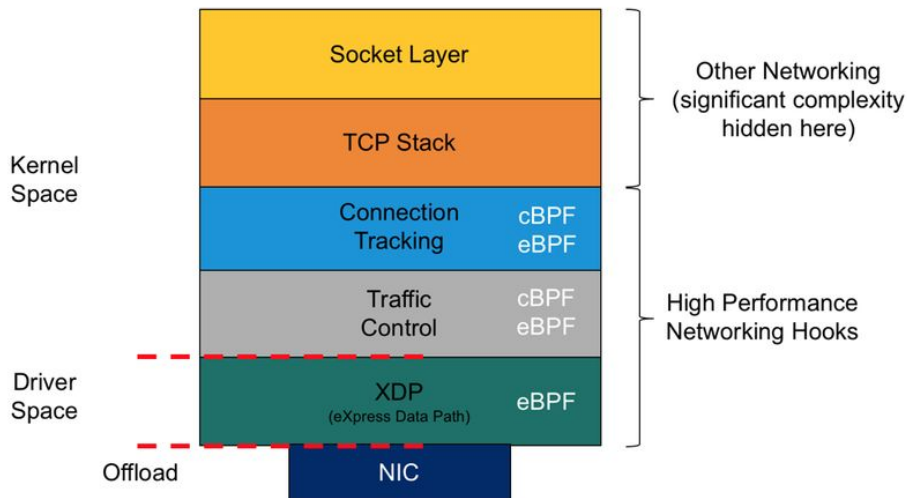 Socket Layer
Other Networking
(significant complexity
hidden here)
TCP Stack
Kernel
Space
Connection
Tracking
cBPF
eBPF
Traffic
Control
cBPF
eBPF
High Performance
Networking Hooks
Driver
Space
XDP
(eXpress Data Path)
eBPF
Offload
NIC